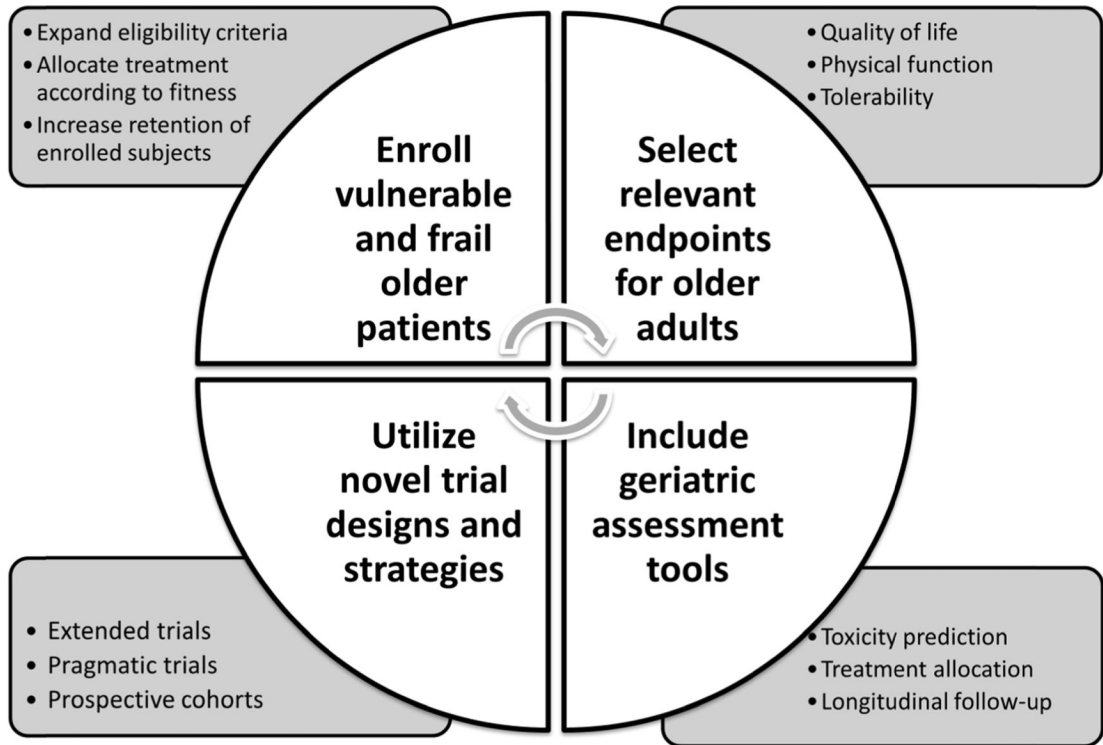 • Expand eligibility criteria
• Allocate treatment
according to fitness
• Increase retention of
enrolled subjects
• Quality of life
• Physical function
• Tolerability
Enroll
vulnerable
and frail
older
patients
Select
relevant
endpoints
for older
adults
Utilize
novel trial
designs and
strategies
Include
geriatric
assessment
tools
• Extended trials
• Pragmatic trials
• Prospective cohorts
• Toxicity prediction
• Treatment allocation
• Longitudinal follow-up